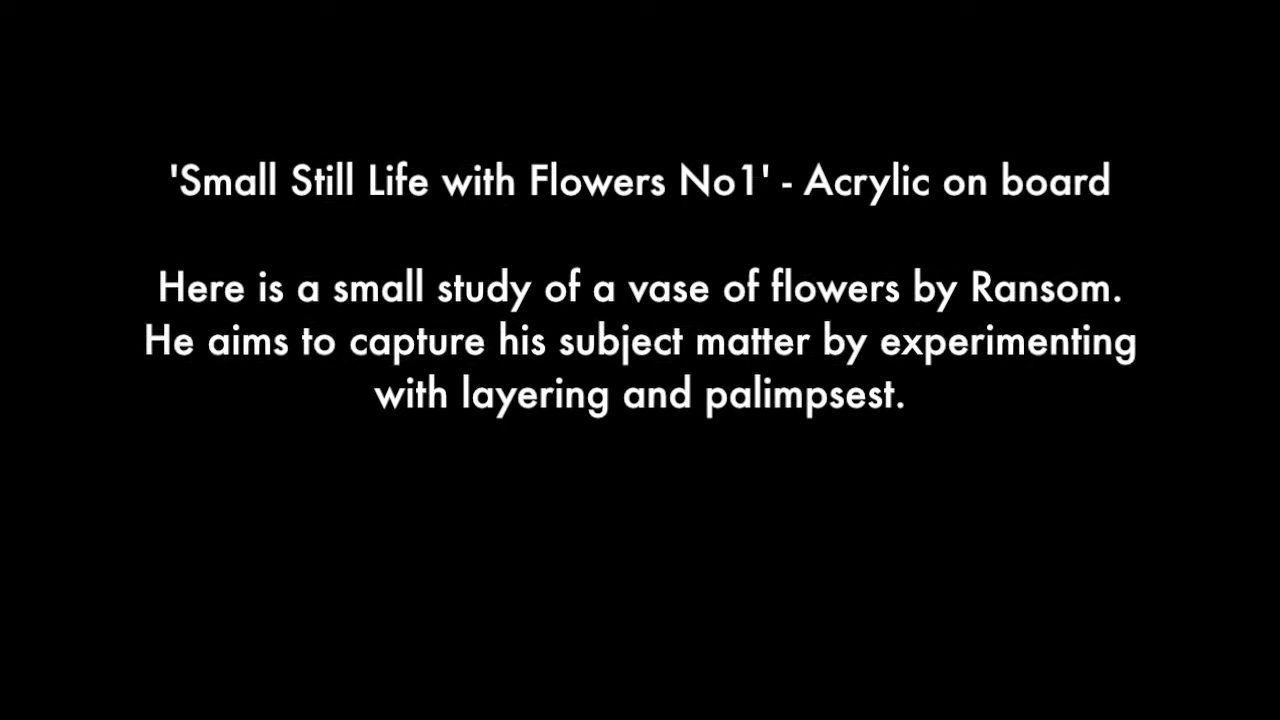 'Small Still Life with Flowers No1' - Acrylic on board
Here is a small study of a vase of flowers by Ransom.
He aims to capture his subject matter by experimenting
with layering and palimpsest.